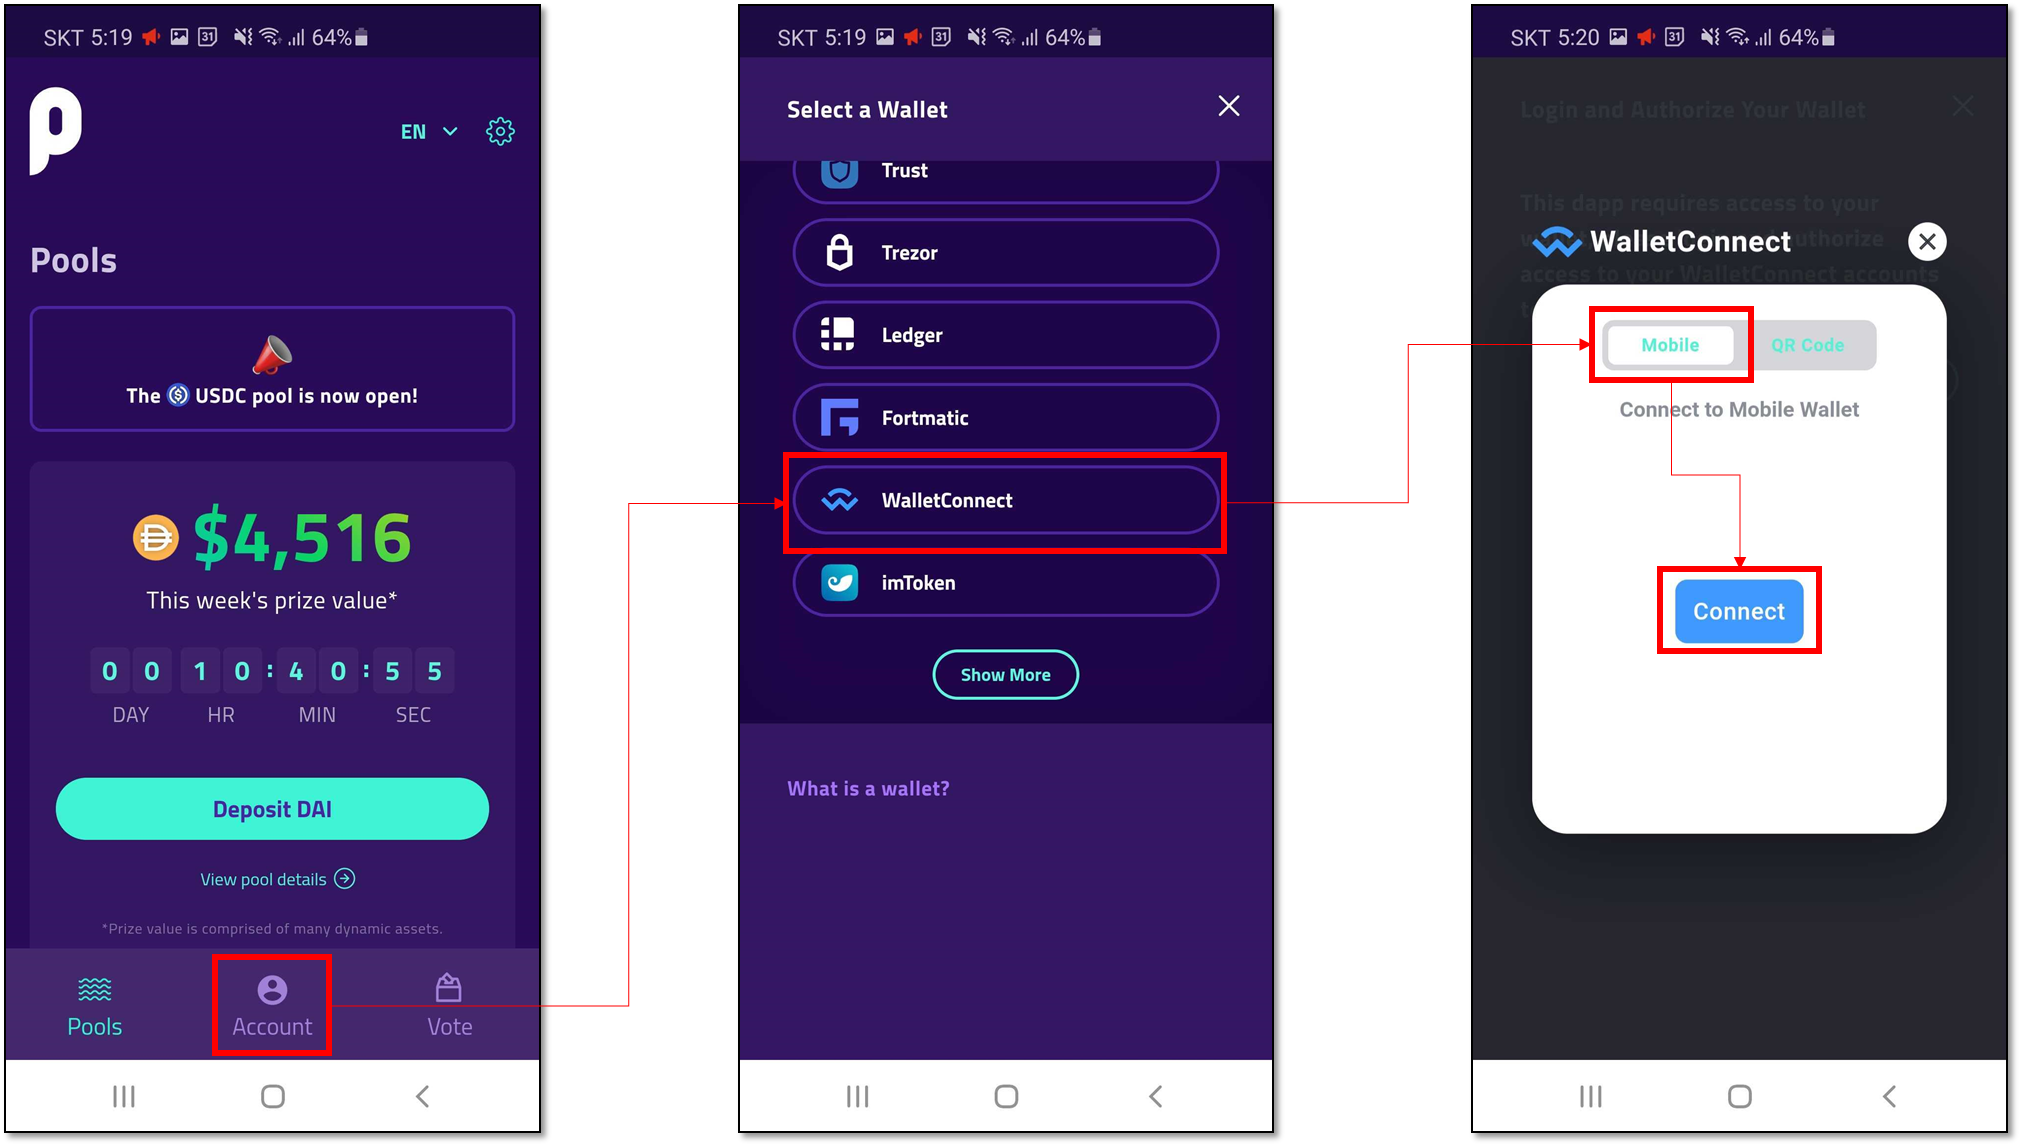 SKT 5:19 31 64%
EN
Pools
The USDC pool is now open!
$4,516
This week's prize value*
0 0 1 0 : 4 0 : 5 5
DAY HR MIN SEC
Deposit DAI
View pool details
*Prize value is comprised of many dynamic assets.
Pools Account Vote
SKT 5:19 31 64%
Select a Wallet
Trust
Trezor
Ledger
Fortmatic
WalletConnect
imToken
Show More
What is a wallet?
SKT 5:20 31 64%
Login and Authorize Your Wallet
This dapp requires access to your
WalletConnect
authorize
access to your WalletConnect accounts
Mobile QR Code
Connect to Mobile Wallet
Connect